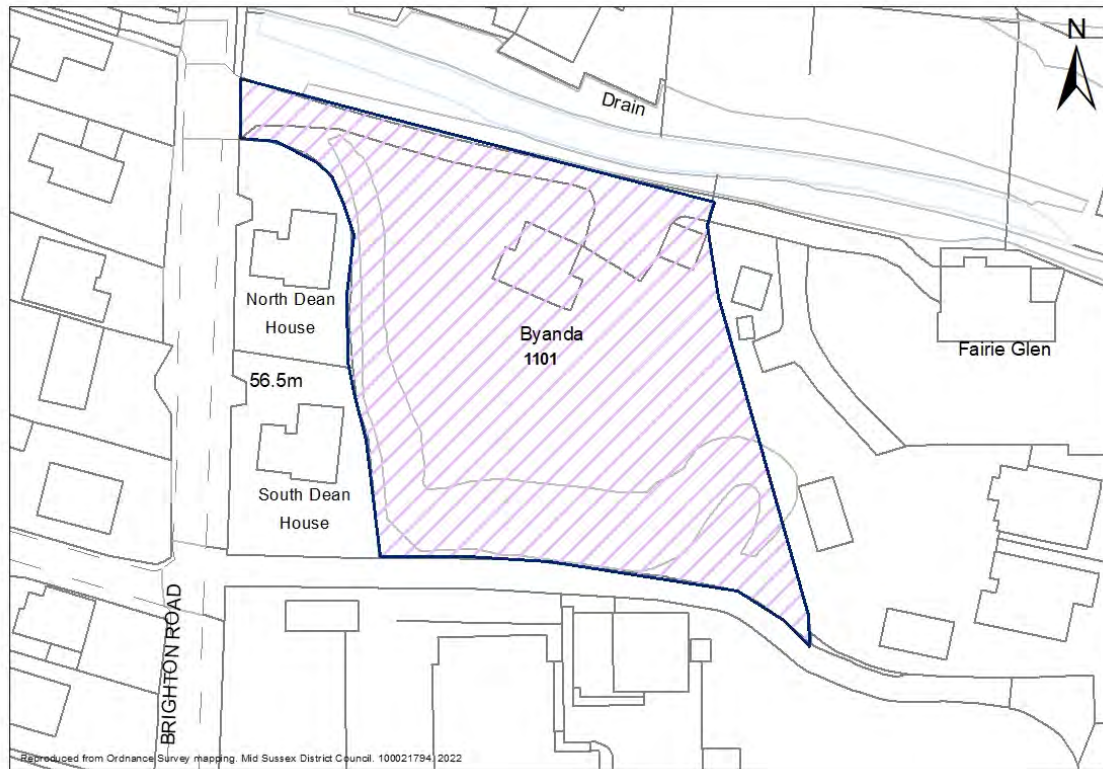 N
Drain
North Dean
House
Byanda
1101
Fairie Glen
56.5m
South Dean
House
BRIGHTON ROAD
Reproduced from Ordnance Survey mapping. Mid Sussex District Council. 100021794. 2022